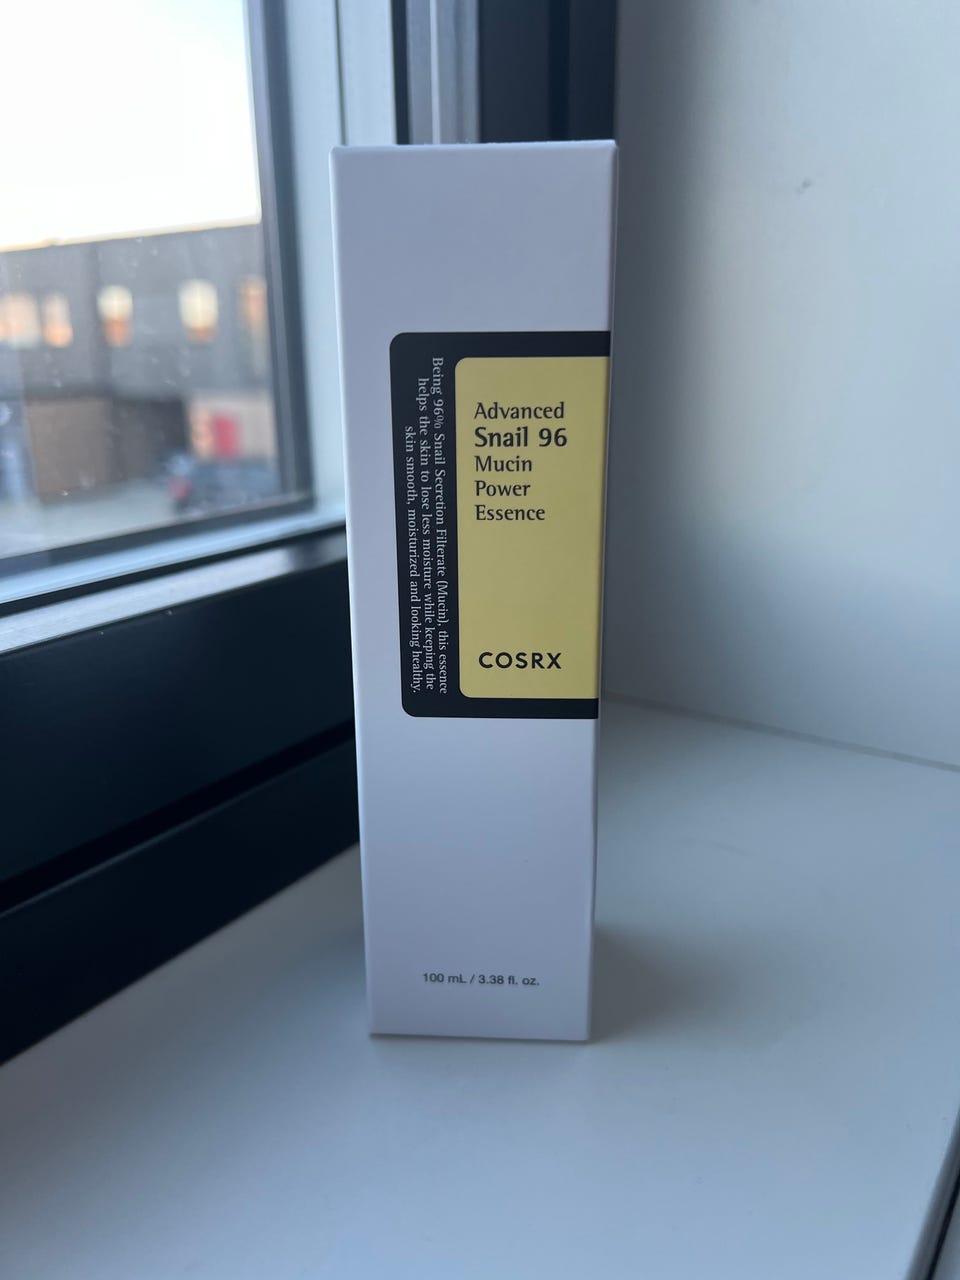 Advanced
Snail 96
Mucin
Power
Essence
COSRX
Being 96% Snail Secretion Filterate (Mucin), this essence
helps the skin to lose less moisture while keeping the
skin smooth, moisturized and looking healthy.
100 mL / 3.38 fl. oz.